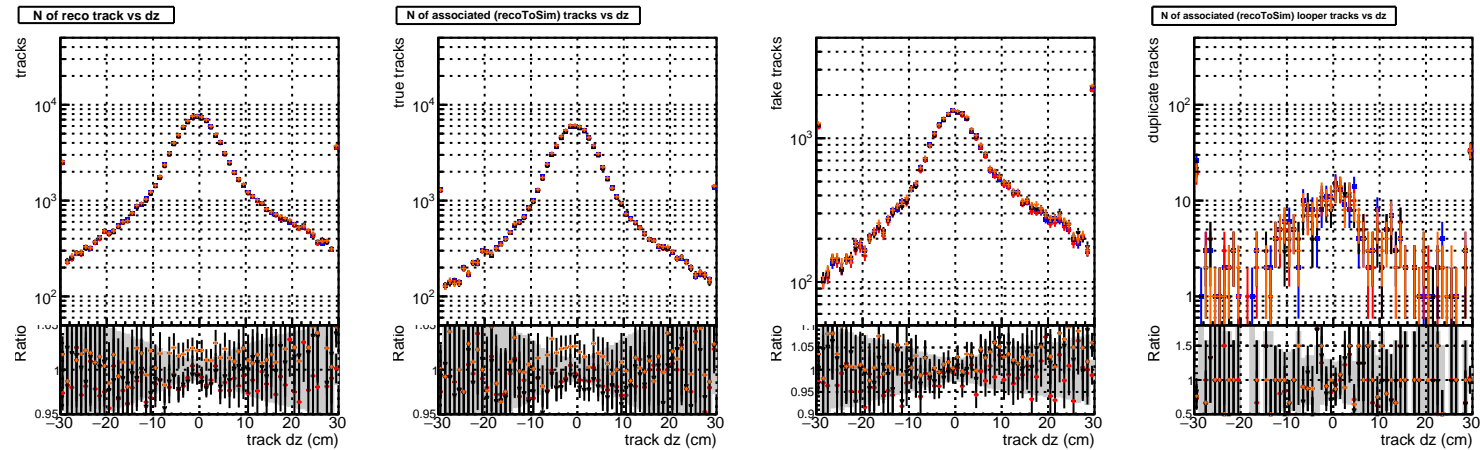 N of reco track vs dz
tracks
10⁴
10³
10²
Ratio
1
0.95
−30 −20 −10 0 10 20 30
track dz (cm)
N of associated (recoToSim) tracks vs dz
true tracks
10⁴
10³
10²
Ratio
1
0.95
−30 −20 −10 0 10 20 30
track dz (cm)
fake tracks
10³
10²
Ratio
1.05
1
0.95
0.9
−30 −20 −10 0 10 20 30
track dz (cm)
N of associated (recoToSim) looper tracks vs dz
duplicate tracks
10²
10
1
Ratio
1.5
1
0.5
−30 −20 −10 0 10 20 30
track dz (cm)